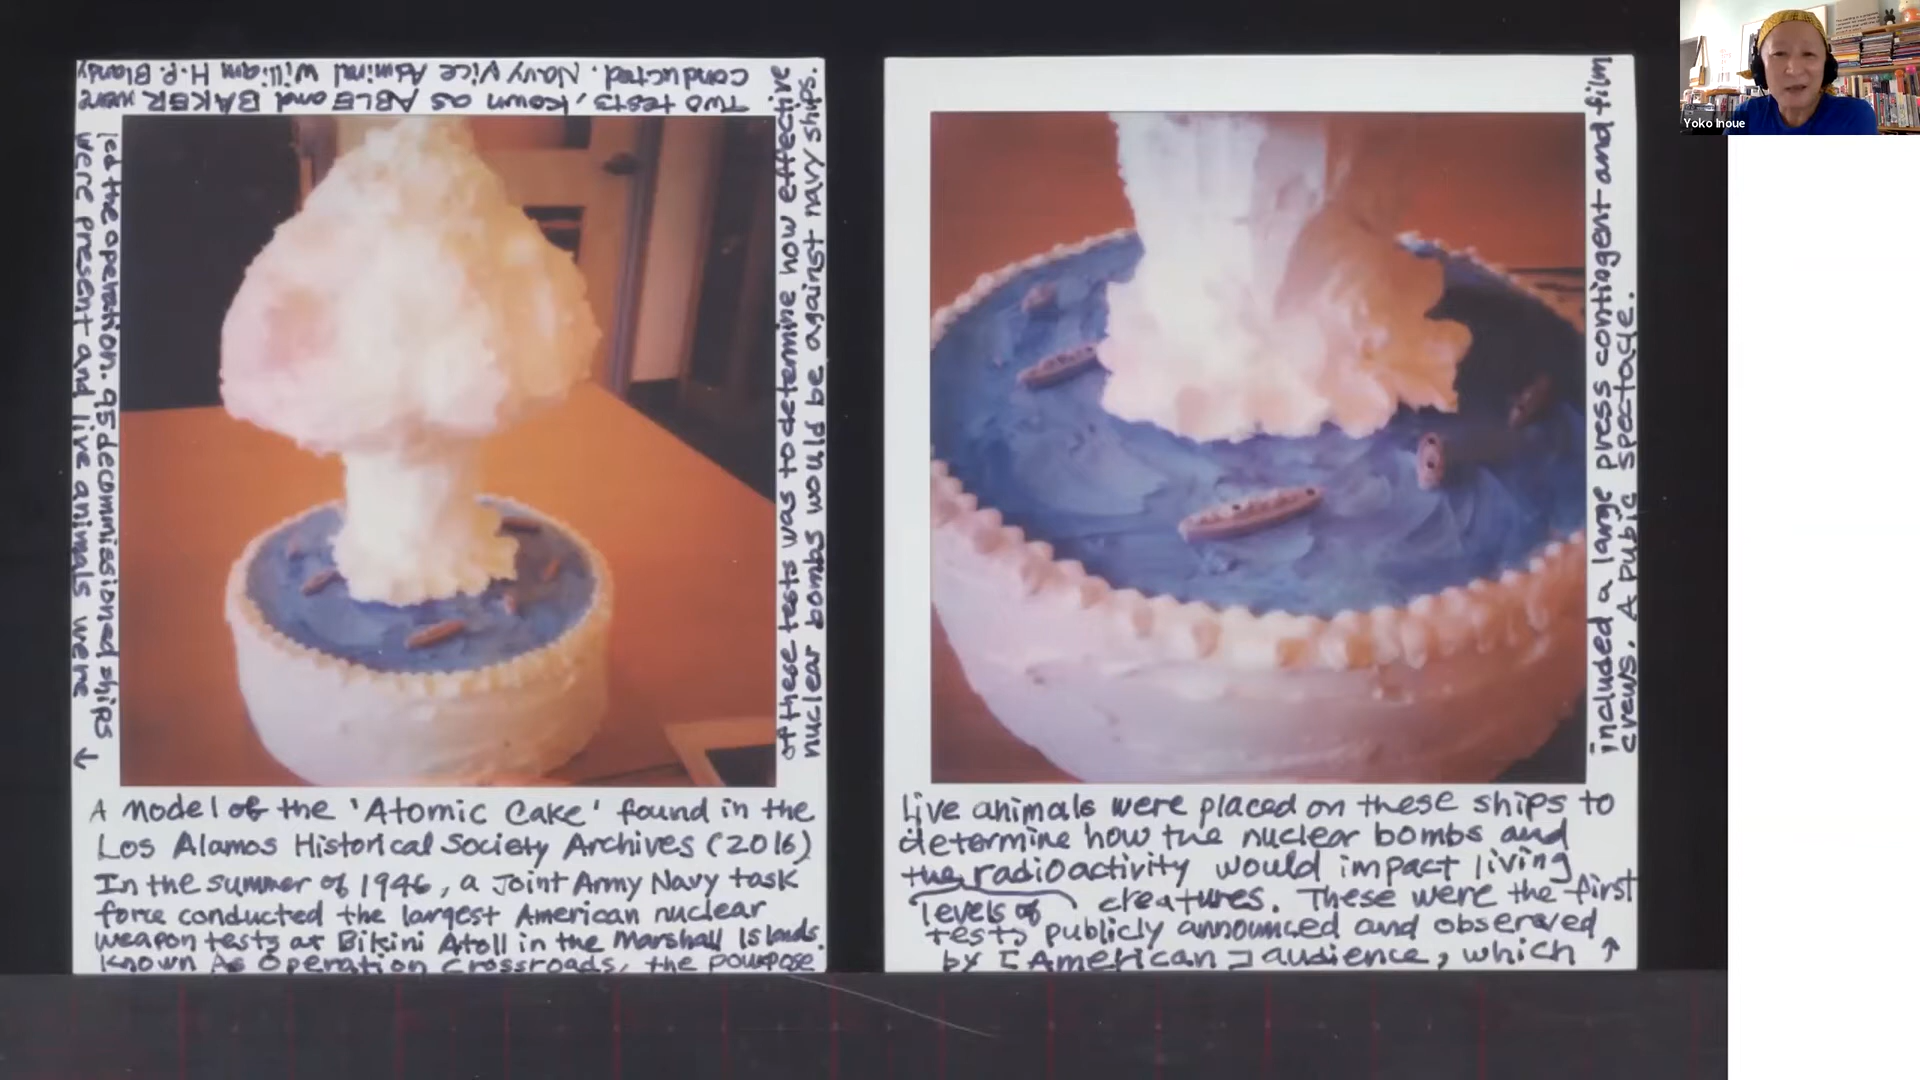 A model of the 'Atomic Cake' found in the
Los Alamos Historical Society Archives (2016)
In the summer of 1946, a Joint Army Navy task
force conducted the largest American nuclear
weapon tests at Bikini Atoll in the Marshall Islands.
Known As Operation Crossroads, the pourpose
of these tests was to determine how effective
nuclear bombs would be against navy ships.
Two tests, kown as ABLE and BAKER were
conducted. Navy Vice Admiral William H.P. Blandy
led the operation. 95 decommissioned ships
were present and live animals were ↓
Live animals were placed on these ships to
determine how the nuclear bombs and
the radioactivity would impact living
levels of creatures. These were the first
tests publicly announced and observed
by [American] audience, which ↑
included a large press contiogent and film
crews. A pubic spectacle.
Yoko Inoue